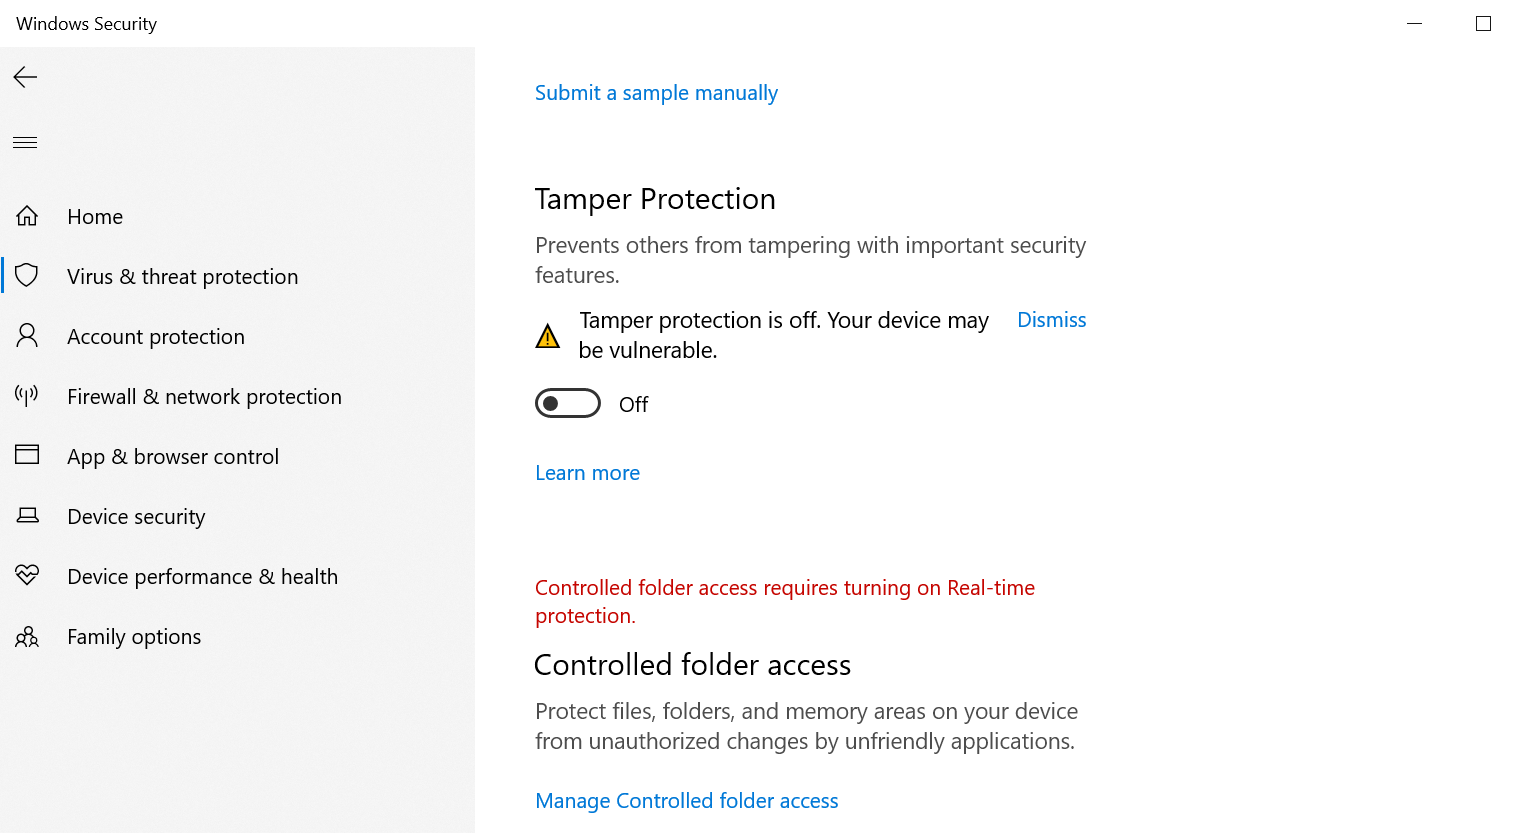 Windows Security
Home
Virus & threat protection
Account protection
Firewall & network protection
App & browser control
Device security
Device performance & health
Family options
Submit a sample manually
Tamper Protection
Prevents others from tampering with important security
features.
Tamper protection is off. Your device may
be vulnerable.
Dismiss
Off
Learn more
Controlled folder access requires turning on Real-time
protection.
Controlled folder access
Protect files, folders, and memory areas on your device
from unauthorized changes by unfriendly applications.
Manage Controlled folder access